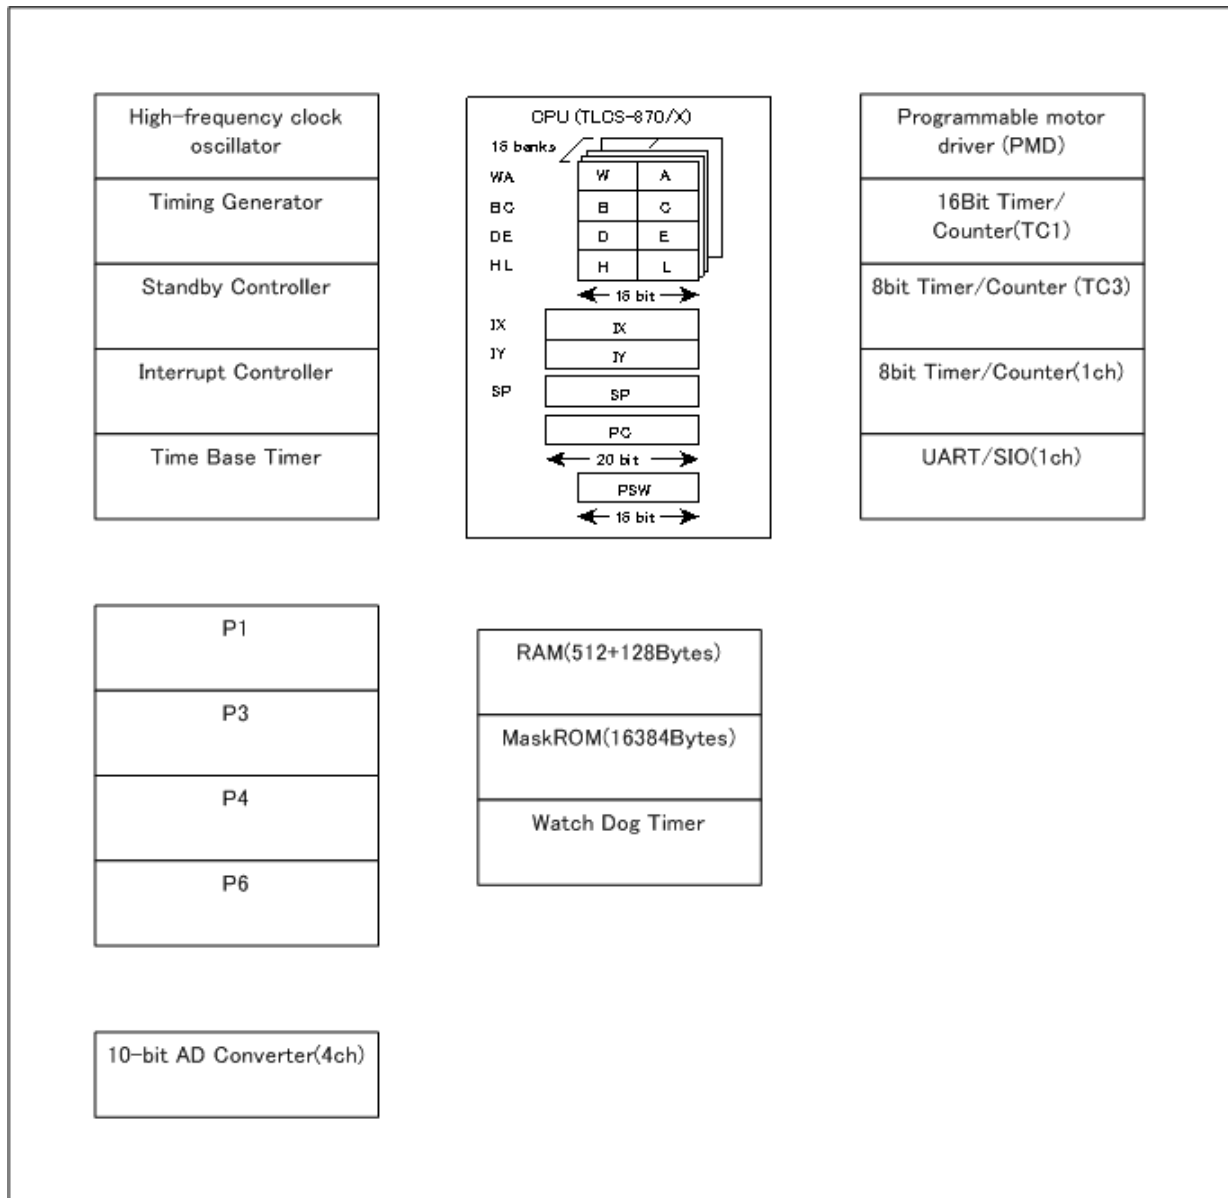 High-frequency clock
oscillator
Timing Generator
Standby Controller
Interrupt Controller
Time Base Timer
CPU (TLCS-870/X)
16 banks
WA
W A
BC
B C
DE
D E
HL
H L
16 bit
IX
IX
IY
IY
SP
SP
PC
20 bit
PSW
16 bit
Programmable motor
driver (PMD)
16Bit Timer/
Counter(TC1)
8bit Timer/Counter (TC3)
8bit Timer/Counter(1ch)
UART/SIO(1ch)
P1
P3
P4
P6
RAM(512+128Bytes)
MaskROM(16384Bytes)
Watch Dog Timer
10-bit AD Converter(4ch)